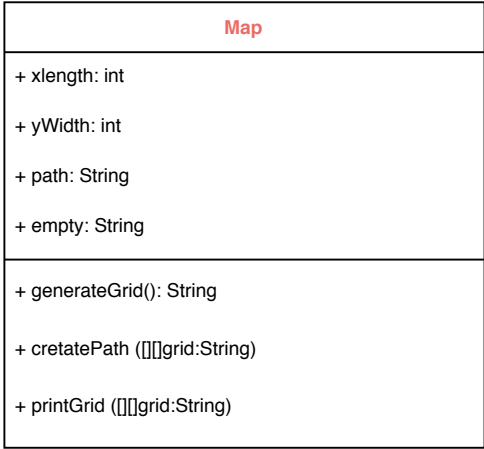 Map
+ xlength: int
+ yWidth: int
+ path: String
+ empty: String
+ generateGrid(): String
+ cretatePath ([][]grid:String)
+ printGrid ([][]grid:String)